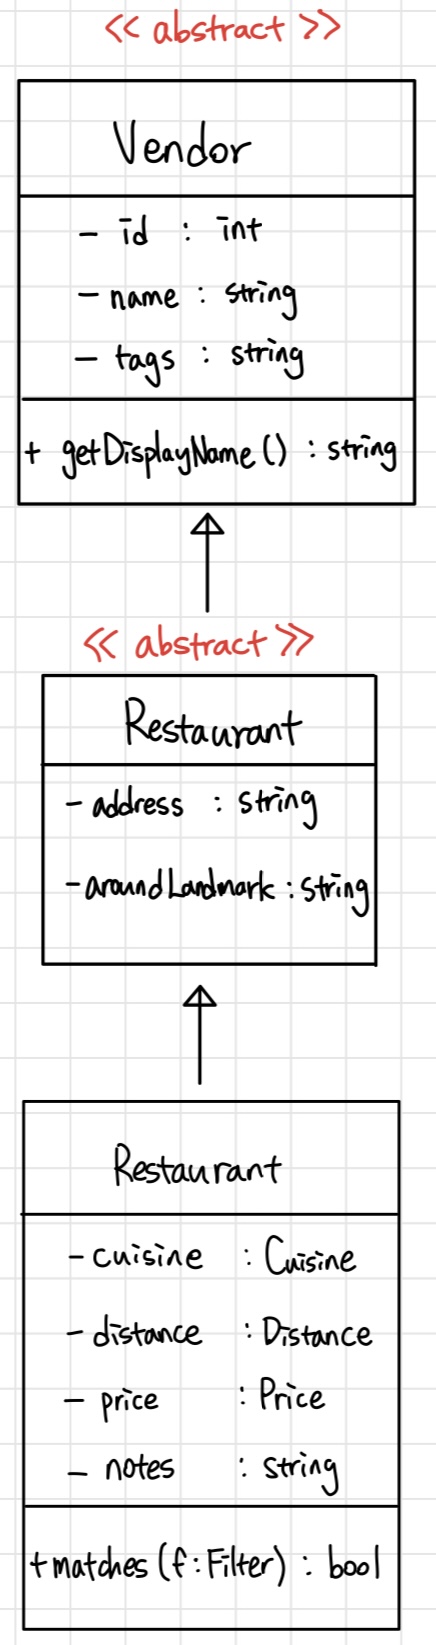 << abstract >>
Vendor
- id : int
- name : string
- tags : string
+ getDisplayName() : string
<< abstract >>
Restaurant
- address : string
- aroundLandmark : string
Restaurant
- cuisine : Cuisine
- distance : Distance
- price : Price
- notes : string
+ matches (f : Filter) : bool